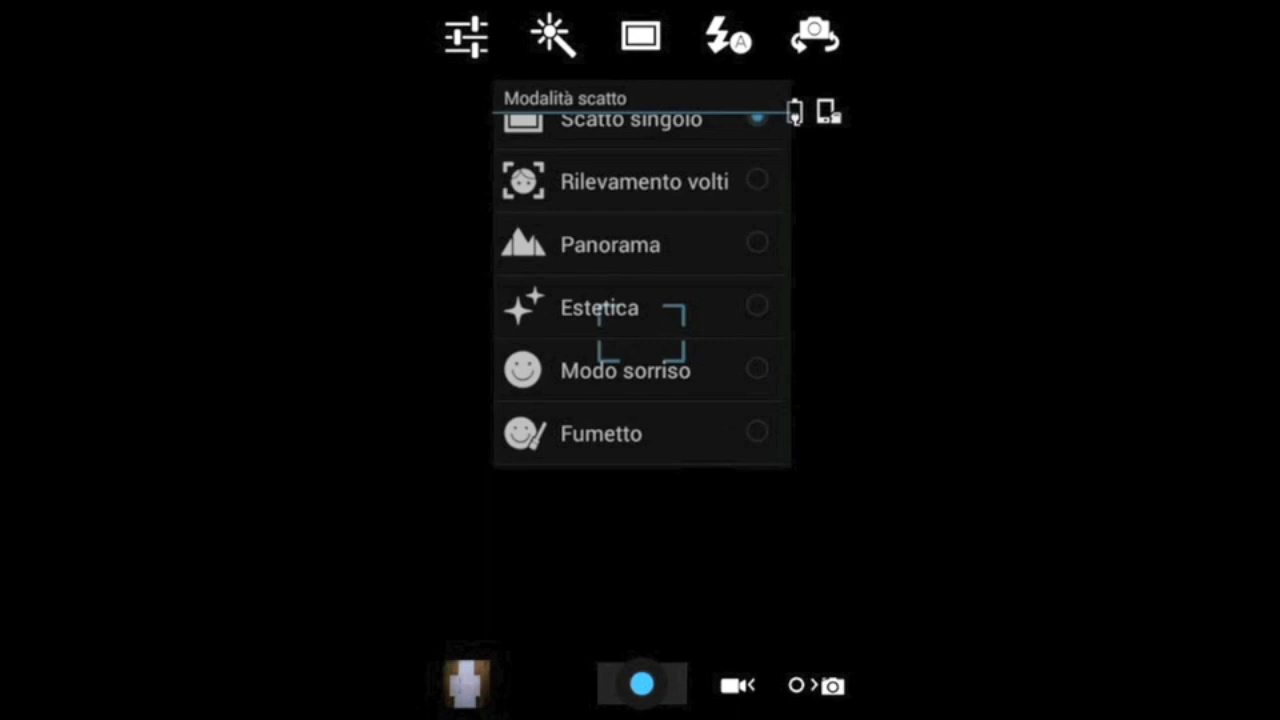 A
Modalità scatto
Scatto singolo
Rilevamento volti
Panorama
Estetica
Modo sorriso
Fumetto